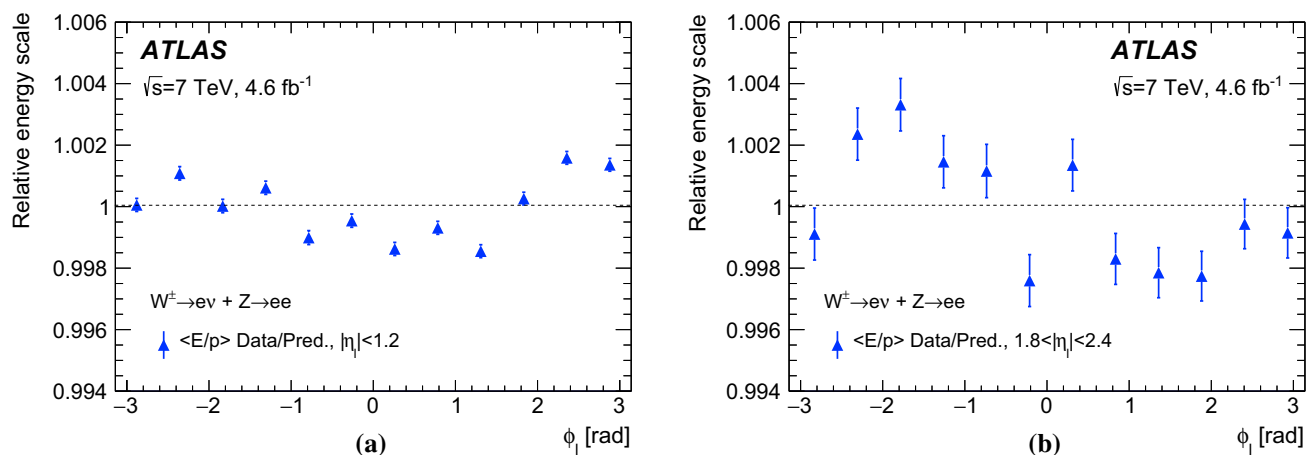 Relative energy scale
1.006
1.004
1.002
1
0.998
0.996
0.994
ATLAS
√s=7 TeV, 4.6 fb⁻¹
W±→eν + Z→ee
<E/p> Data/Pred., |ηl|<1.2
−3 −2 −1 0 1 2 3
ϕl [rad]
(a)
Relative energy scale
1.006
1.004
1.002
1
0.998
0.996
0.994
ATLAS
√s=7 TeV, 4.6 fb⁻¹
W±→eν + Z→ee
<E/p> Data/Pred., 1.8<|ηl|<2.4
−3 −2 −1 0 1 2 3
ϕl [rad]
(b)